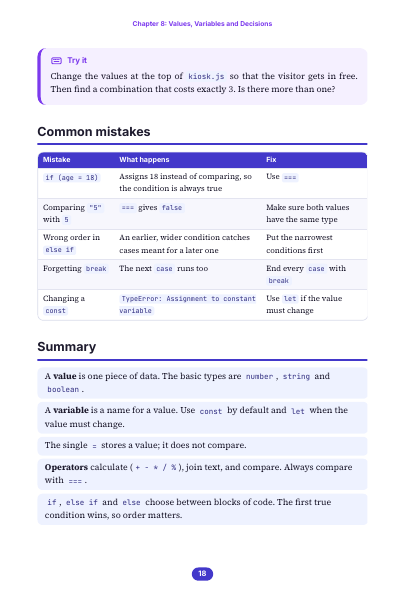 Chapter 8: Values, Variables and Decisions
Try it
Change the values at the top of kiosk.js so that the visitor gets in free.
Then find a combination that costs exactly 3. Is there more than one?
Common mistakes
Mistake What happens Fix
if (age = 18) Assigns 18 instead of comparing, so Use ===
the condition is always true
Comparing "5" === gives false Make sure both values
with 5 have the same type
Wrong order in An earlier, wider condition catches Put the narrowest
else if cases meant for a later one conditions first
Forgetting break The next case runs too End every case with
break
Changing a TypeError: Assignment to constant Use let if the value
const variable must change
Summary
A value is one piece of data. The basic types are number, string and
boolean.
A variable is a name for a value. Use const by default and let when the
value must change.
The single = stores a value; it does not compare.
Operators calculate (+ - * / %), join text, and compare. Always compare
with ===.
if, else if and else choose between blocks of code. The first true
condition wins, so order matters.
18